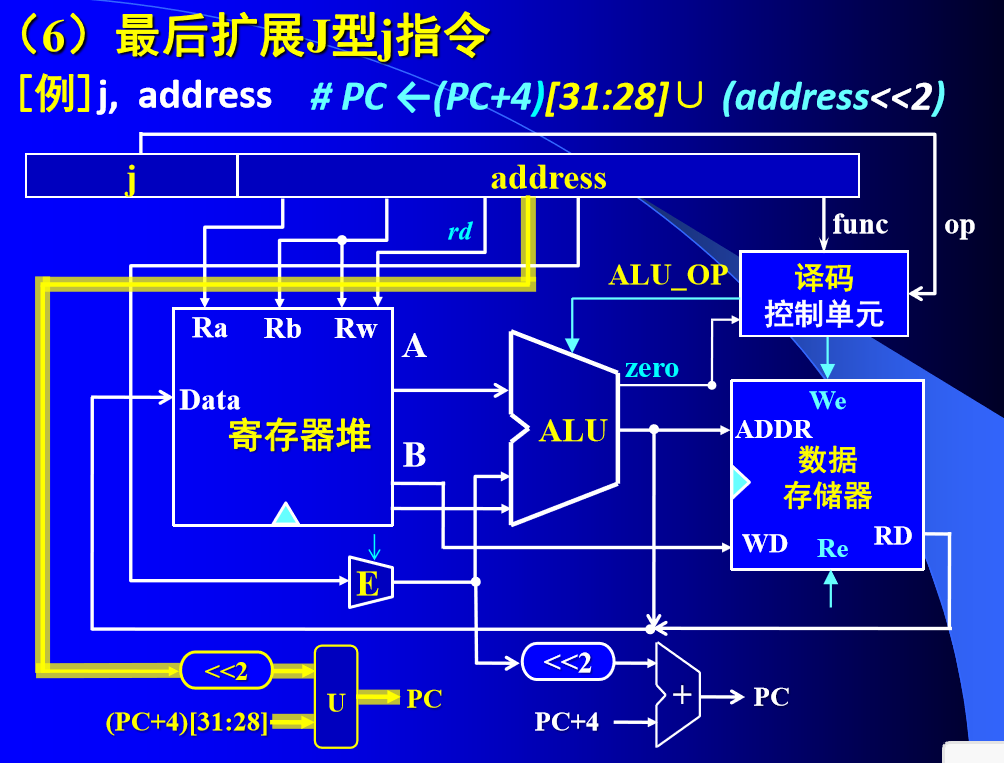 （6）最后扩展J型j指令
[例]j, address # PC ←(PC+4)[31:28]∪ (address<<2)
j address
rd func op
ALU_OP 译码
控制单元
Ra Rb Rw A zero We
Data ADDR
寄存器堆 B ALU 数据
存储器
WD Re RD
E
<<2 <<2
U PC + PC
(PC+4)[31:28] PC+4